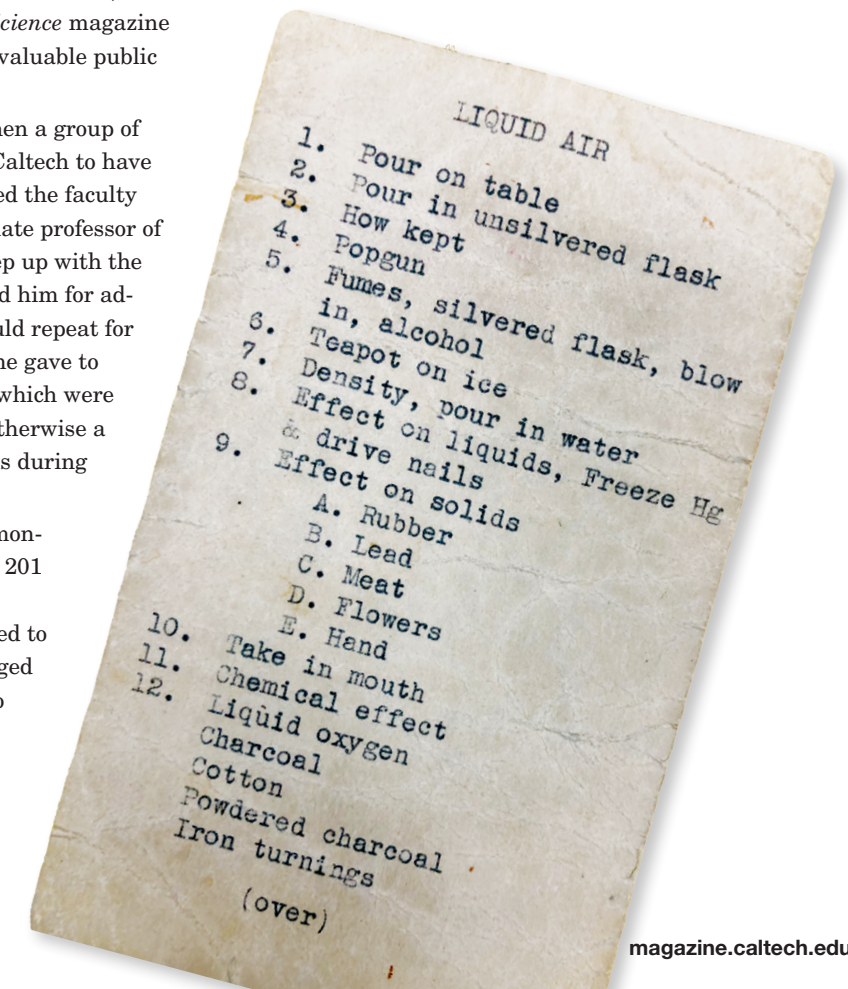 cience magazine
valuable public
hen a group of
Caltech to have
ed the faculty
ate professor of
ep up with the
d him for ad-
uld repeat for
he gave to
which were
therwise a
s during
mon-
201
ed to
ged
o
LIQUID AIR
1. Pour on table
2. Pour in unsilvered flask
3. How kept
4. Popgun
5. Fumes, silvered flask, blow
in, alcohol
6. Teapot on ice
7. Density, pour in water
8. Effect on liquids, Freeze Hg
& drive nails
9. Effect on solids
A. Rubber
B. Lead
C. Meat
D. Flowers
E. Hand
10. Take in mouth
11. Chemical effect
12. Liquid oxygen
Charcoal
Cotton
Powdered charcoal
Iron turnings
(over)
magazine.caltech.edu